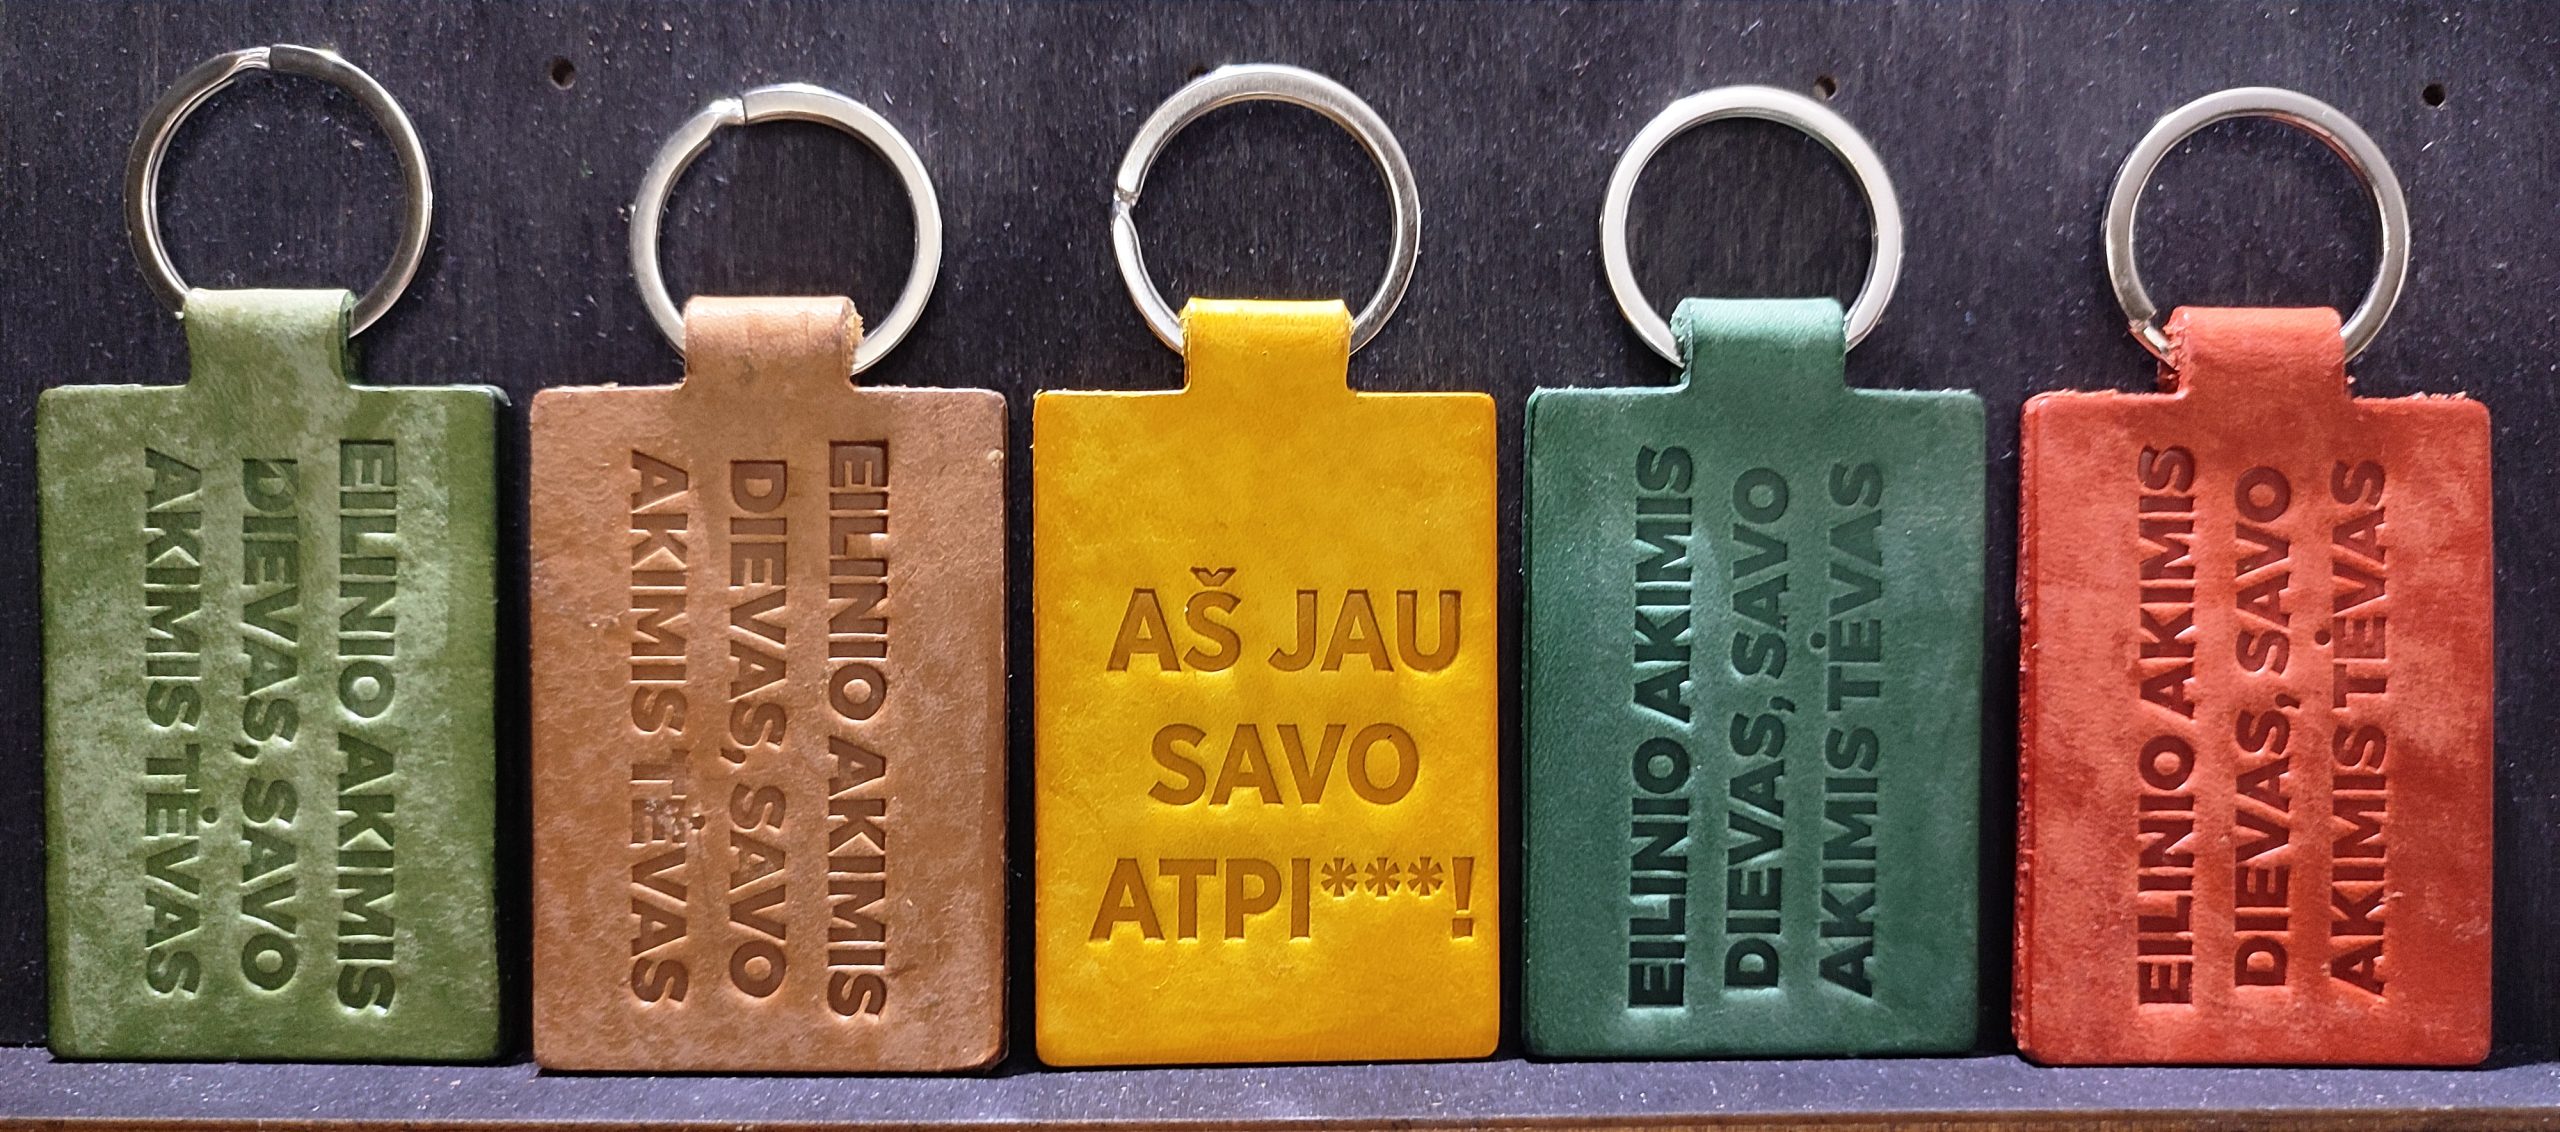 EILINIO AKIMIS
DIEVAS, SAVO
AKIMIS TĖVAS
EILINIO AKIMIS
DIEVAS, SAVO
AKIMIS TĖVAS
AŠ JAU
SAVO
ATPI***!
EILINIO AKIMIS
DIEVAS, SAVO
AKIMIS TĖVAS
EILINIO AKIMIS
DIEVAS, SAVO
AKIMIS TĖVAS